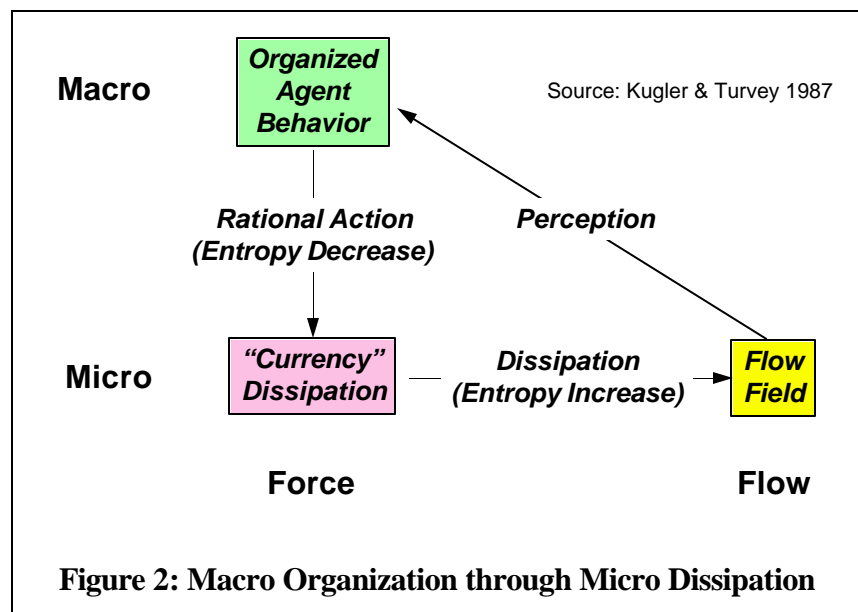 Macro
Organized
Agent
Behavior
Source: Kugler & Turvey 1987
Rational Action
(Entropy Decrease)
Perception
Micro
“Currency”
Dissipation
Dissipation
(Entropy Increase)
Flow
Field
Force
Flow
Figure 2: Macro Organization through Micro Dissipation